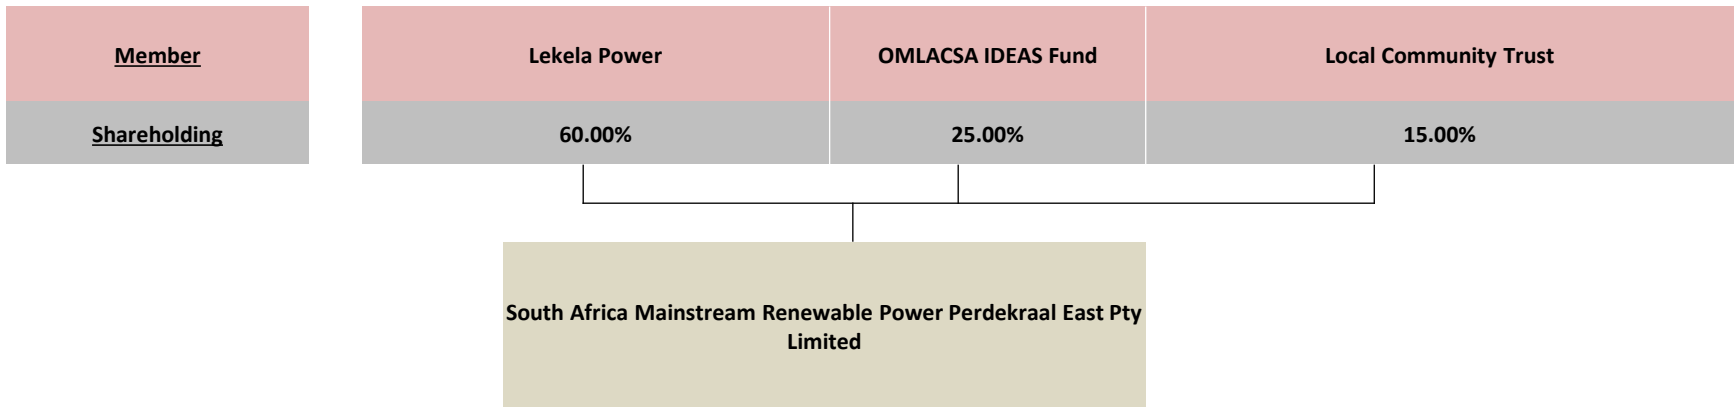 Member
Lekela Power
OMLACSA IDEAS Fund
Local Community Trust
Shareholding
60.00%
25.00%
15.00%
South Africa Mainstream Renewable Power Perdekraal East Pty
Limited